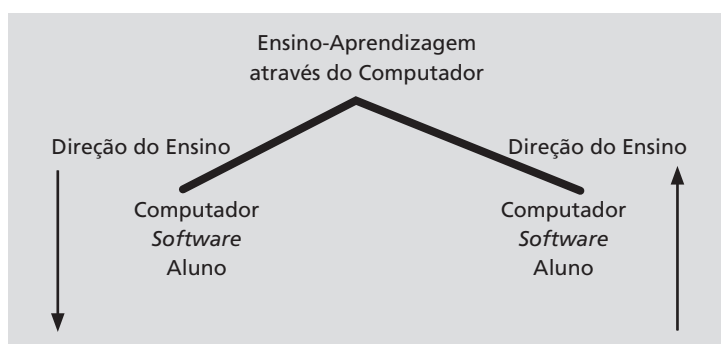 Ensino-Aprendizagem
através do Computador
Direção do Ensino
Direção do Ensino
Computador
Software
Aluno
Computador
Software
Aluno